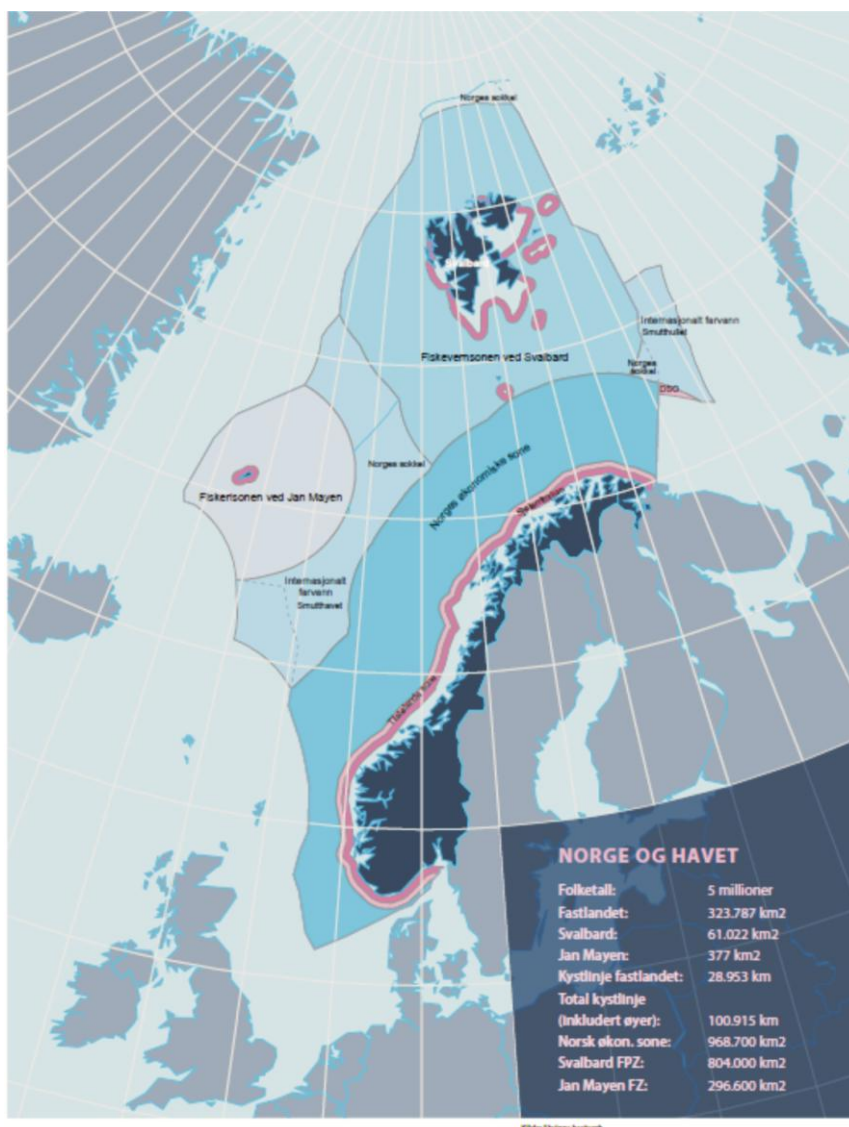 Norges sokkel
Svalbard
Internasjonalt farvann
Smutthullet
Fiskevernsonen ved Svalbard
Norges
sokkel
Norges sokkel
Norges økonomiske sone
Fiskerisonen ved Jan Mayen
Internasjonalt
farvann
Smutthavet
NORGE OG HAVET
Folketall: 5 millioner
Fastlandet: 323.787 km2
Svalbard: 61.022 km2
Jan Mayen: 377 km2
Kystlinje fastlandet: 28.953 km
Total kystlinje
(inkludert øyer): 100.915 km
Norsk økon. sone: 968.700 km2
Svalbard FPZ: 804.000 km2
Jan Mayen FZ: 296.600 km2